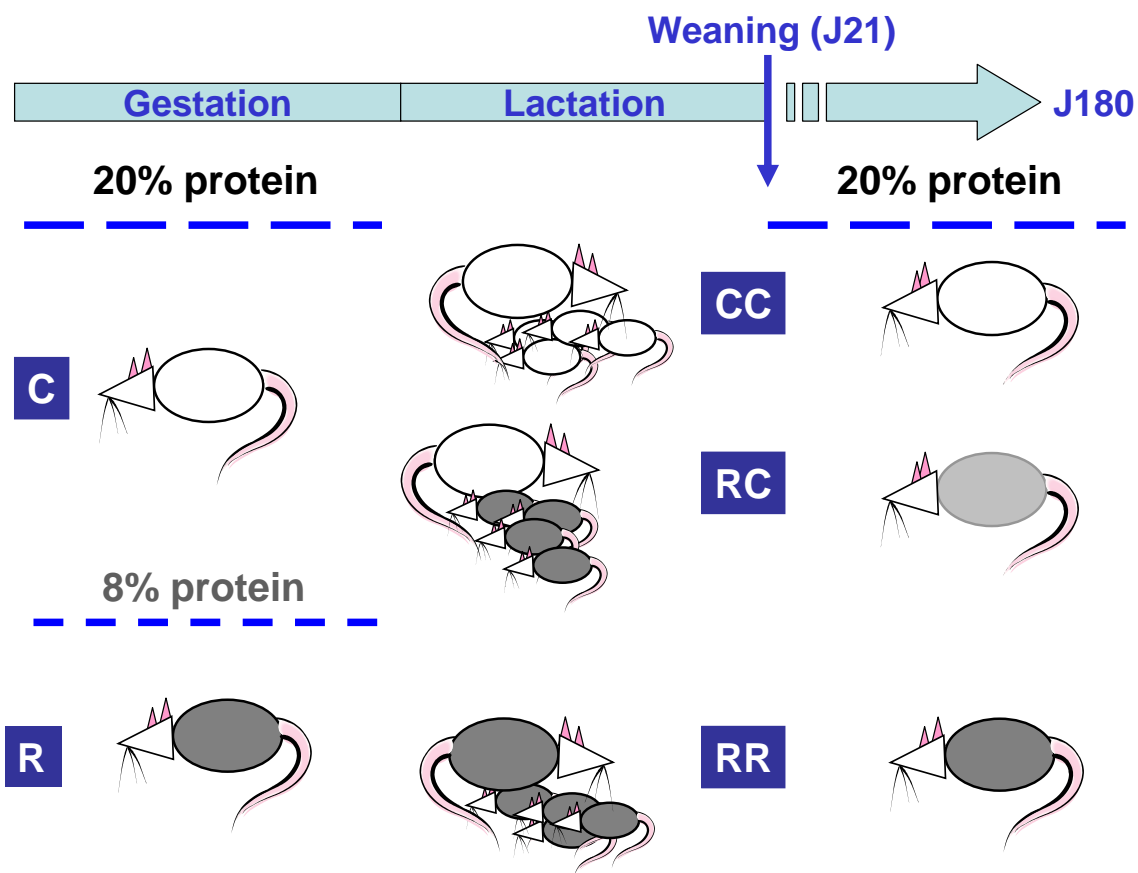 Weaning (J21)
Gestation
Lactation
J180
20% protein
20% protein
CC
C
RC
8% protein
R
RR